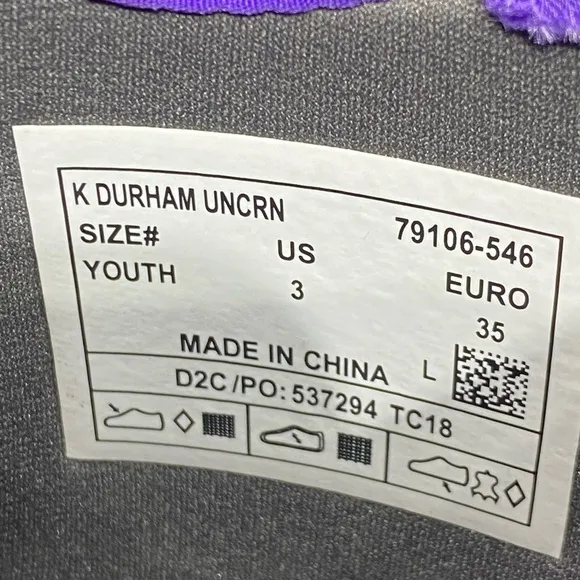 K DURHAM UNCRN 79106-546
SIZE# US EURO
YOUTH 3 35
MADE IN CHINA L
D2C/PO: 537294 TC18